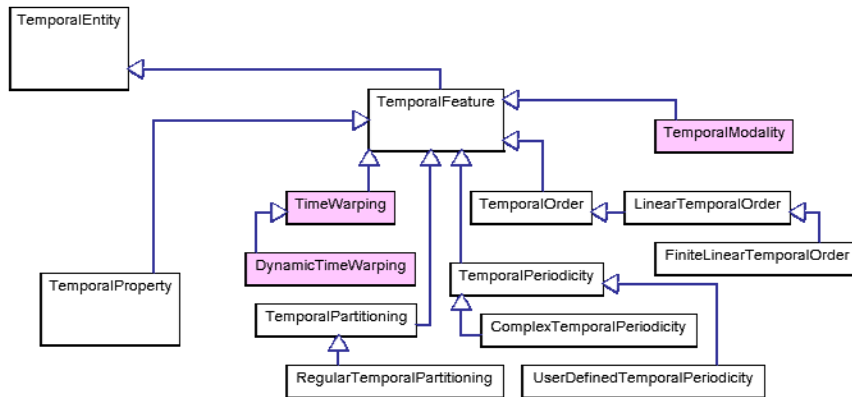 TemporalEntity
TemporalFeature
TemporalModality
TimeWarping
TemporalOrder
LinearTemporalOrder
DynamicTimeWarping
FiniteLinearTemporalOrder
TemporalProperty
TemporalPeriodicity
TemporalPartitioning
ComplexTemporalPeriodicity
RegularTemporalPartitioning
UserDefinedTemporalPeriodicity